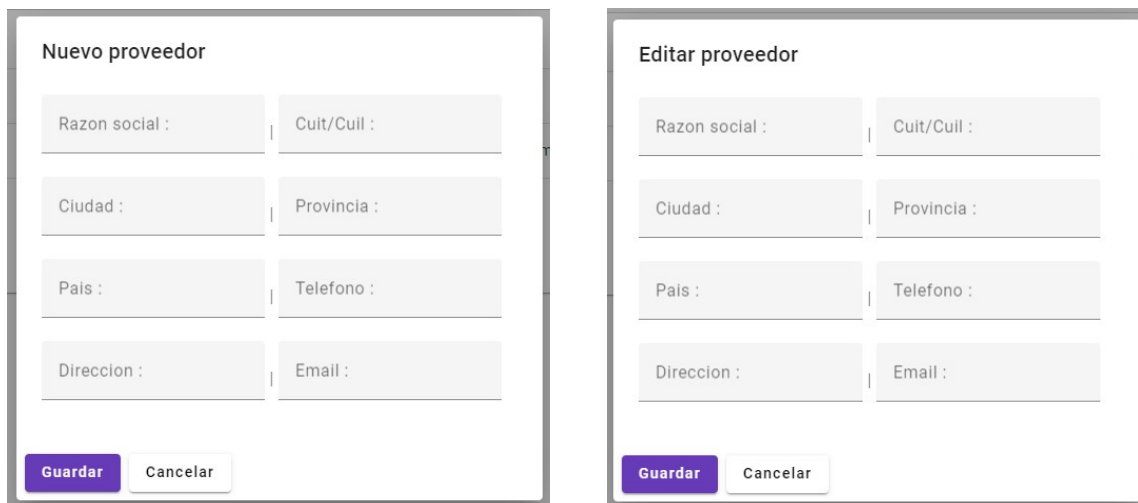 Nuevo proveedor
Razon social : | Cuit/Cuil :
Ciudad : | Provincia :
Pais : | Telefono :
Direccion : | Email :
Guardar Cancelar
Editar proveedor
Razon social : | Cuit/Cuil :
Ciudad : | Provincia :
Pais : | Telefono :
Direccion : | Email :
Guardar Cancelar